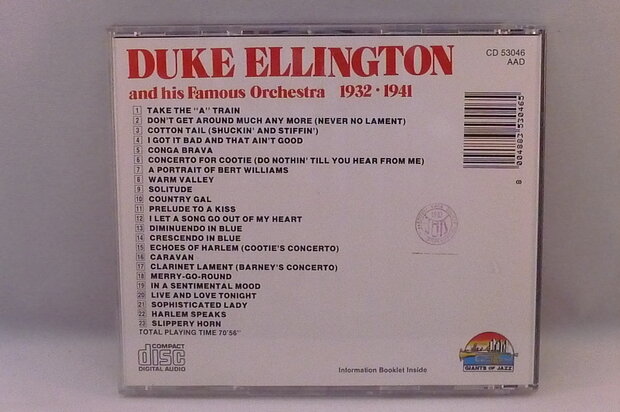 DUKE ELLINGTON
and his Famous Orchestra 1932 · 1941
CD 53046
AAD
1 TAKE THE "A" TRAIN
2 DON'T GET AROUND MUCH ANY MORE (NEVER NO LAMENT)
3 COTTON TAIL (SHUCKIN' AND STIFFIN')
4 I GOT IT BAD AND THAT AIN'T GOOD
5 CONGA BRAVA
6 CONCERTO FOR COOTIE (DO NOTHIN' TILL YOU HEAR FROM ME)
7 A PORTRAIT OF BERT WILLIAMS
8 WARM VALLEY
9 SOLITUDE
10 COUNTRY GAL
11 PRELUDE TO A KISS
12 I LET A SONG GO OUT OF MY HEART
13 DIMINUENDO IN BLUE
14 CRESCENDO IN BLUE
15 ECHOES OF HARLEM (COOTIE'S CONCERTO)
16 CARAVAN
17 CLARINET LAMENT (BARNEY'S CONCERTO)
18 MERRY-GO-ROUND
19 IN A SENTIMENTAL MOOD
20 LIVE AND LOVE TONIGHT
21 SOPHISTICATED LADY
22 HARLEM SPEAKS
23 SLIPPERY HORN
TOTAL PLAYING TIME 70'56"
8 004883 530465
COMPACT
disc
DIGITAL AUDIO
Information Booklet Inside
GIANTS OF JAZZ